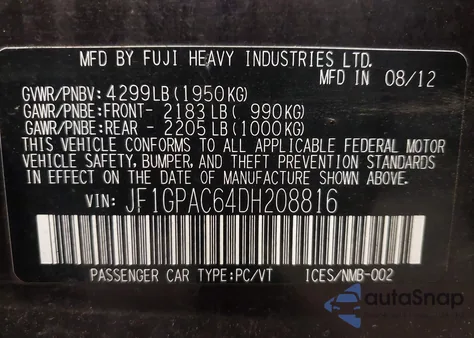 MFD BY FUJI HEAVY INDUSTRIES LTD.
MFD IN 08/12
GVWR/PNBV: 4299LB (1950KG)
GAWR/PNBE:FRONT- 2183 LB ( 990KG)
GAWR/PNBE:REAR - 2205 LB (1000KG)
THIS VEHICLE CONFORMS TO ALL APPLICABLE FEDERAL MOTOR
VEHICLE SAFETY, BUMPER, AND THEFT PREVENTION STANDARDS
IN EFFECT ON THE DATE OF MANUFACTURE SHOWN ABOVE.
VIN: JF1GPAC64DH208816
PASSENGER CAR TYPE:PC/VT ICES/NMB-002
autoSnap